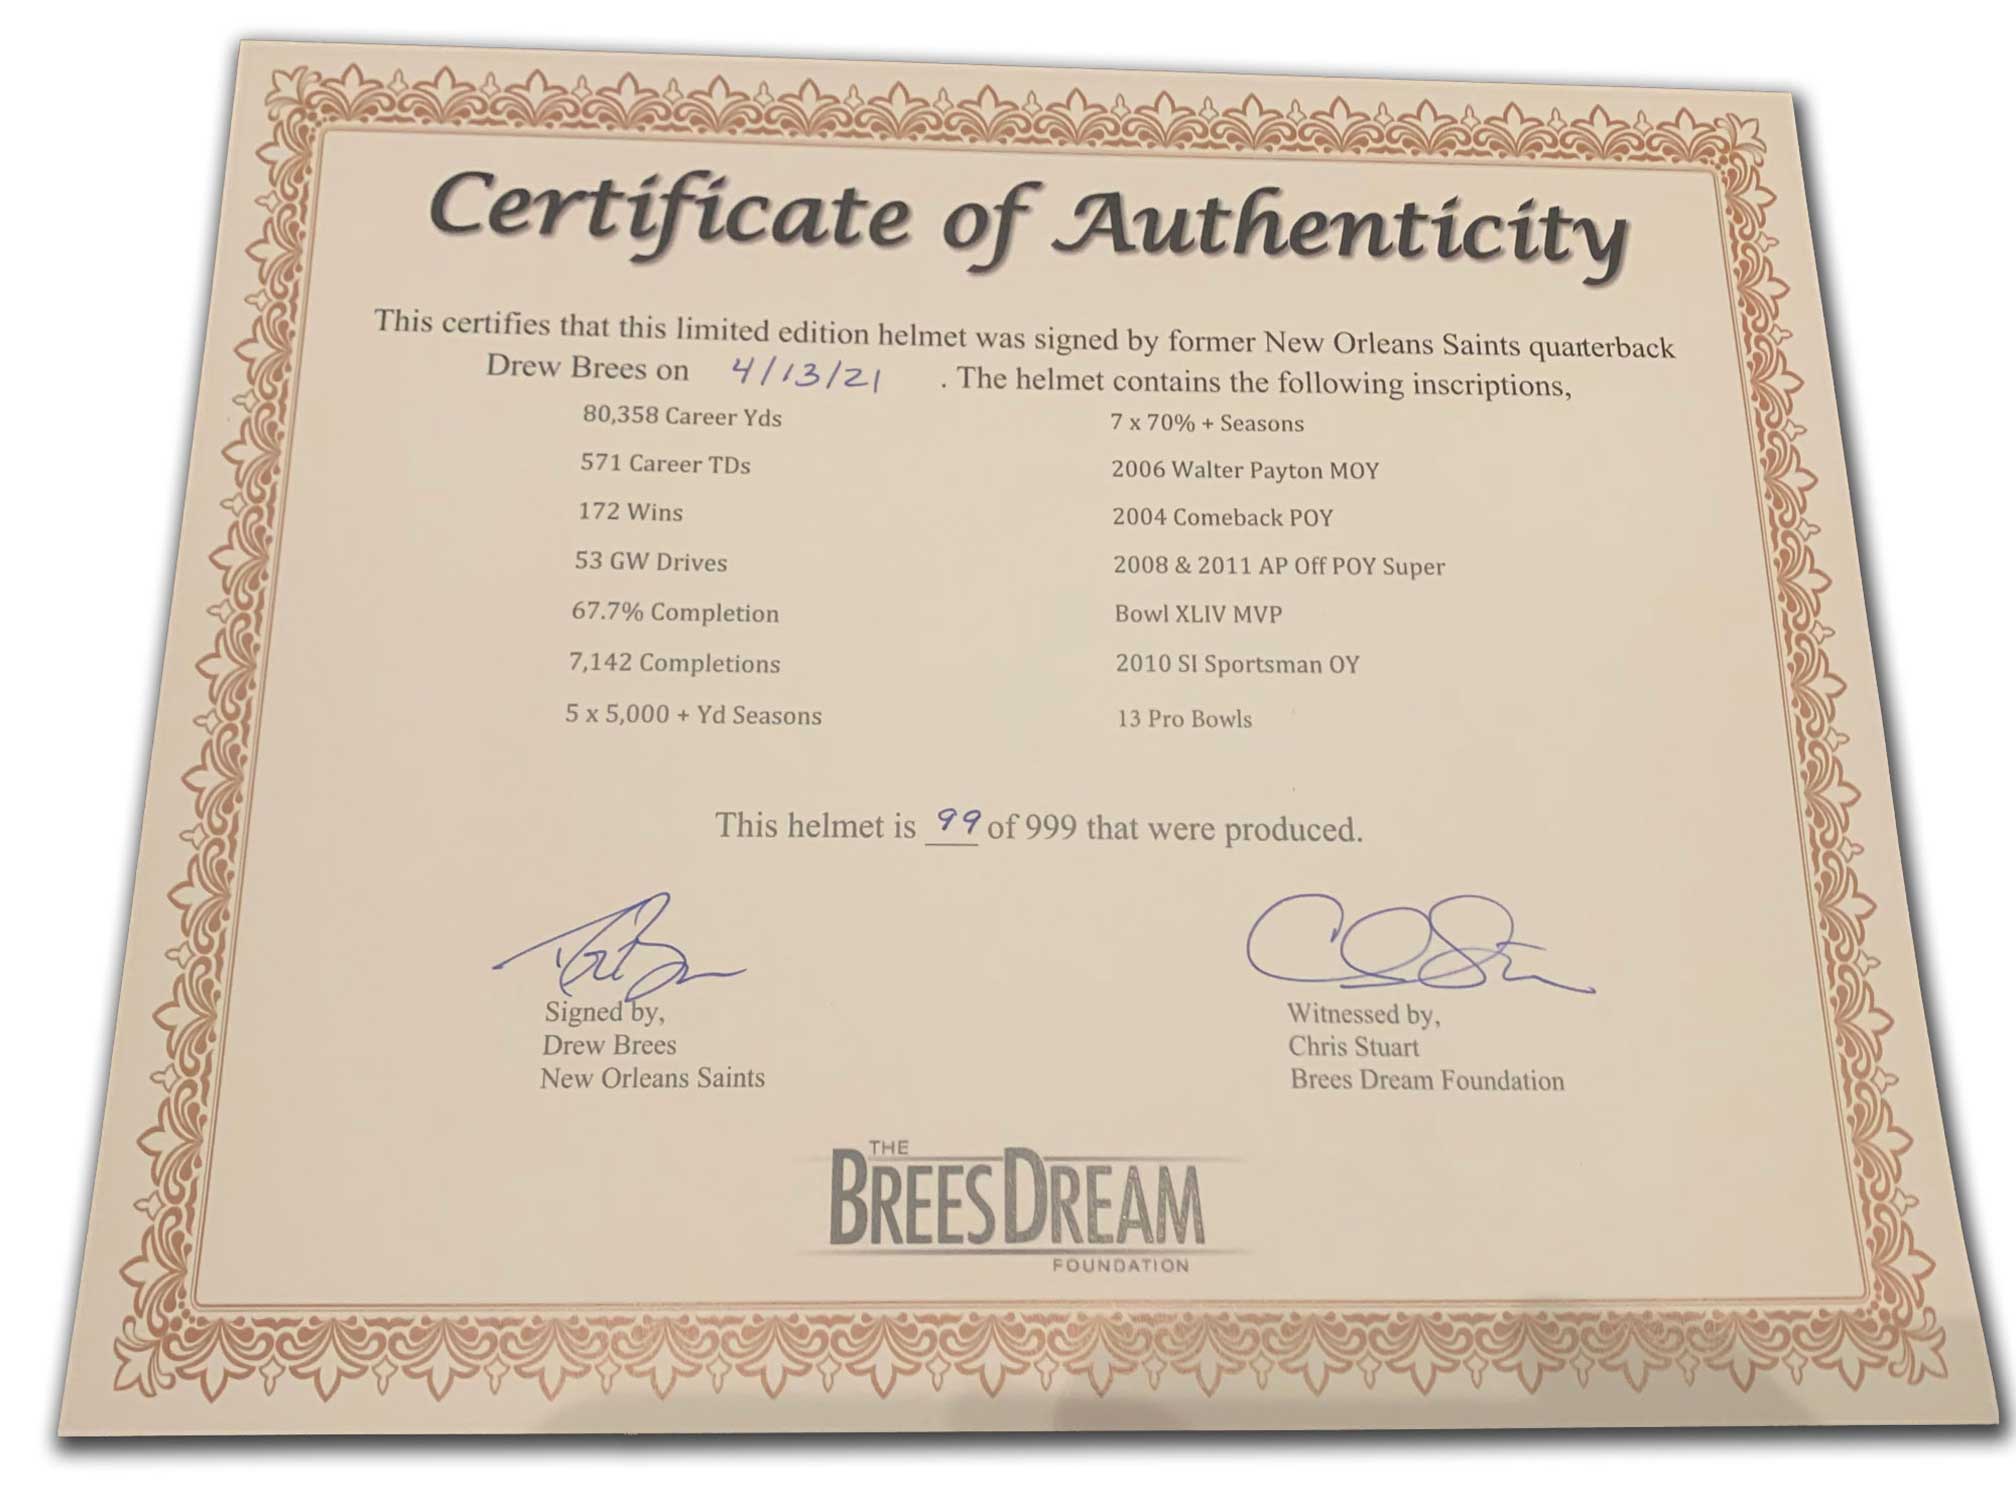 Certificate of Authenticity
This certifies that this limited edition helmet was signed by former New Orleans Saints quarterback
Drew Brees on 4/13/21 . The helmet contains the following inscriptions,
80,358 Career Yds
571 Career TDs
172 Wins
53 GW Drives
67.7% Completion
7,142 Completions
5 x 5,000 + Yd Seasons
7 x 70% + Seasons
2006 Walter Payton MOY
2004 Comeback POY
2008 & 2011 AP Off POY Super
Bowl XLIV MVP
2010 SI Sportsman OY
13 Pro Bowls
This helmet is 99 of 999 that were produced.
Signed by,
Drew Brees
New Orleans Saints
Witnessed by,
Chris Stuart
Brees Dream Foundation
THE
BREES DREAM
FOUNDATION